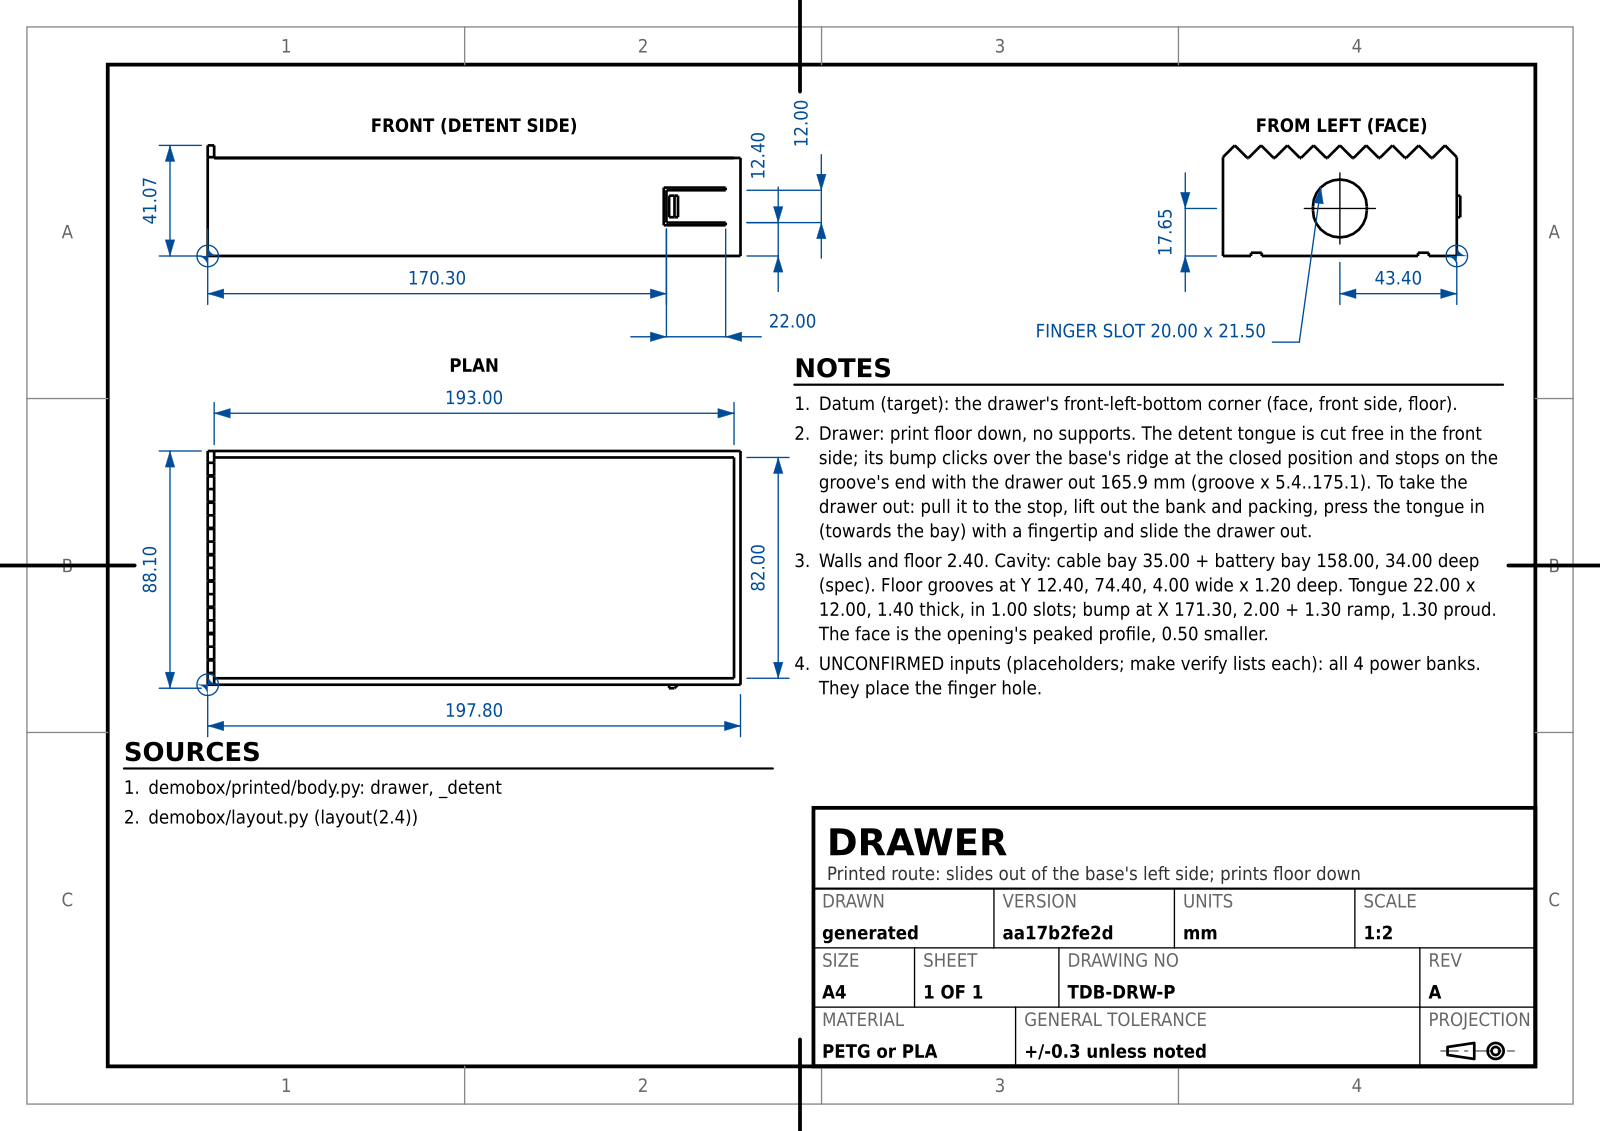 1 2 3 4
A
B
C
A
B
C
FRONT (DETENT SIDE)
41.07
170.30
12.40
12.00
22.00
FROM LEFT (FACE)
17.65
43.40
FINGER SLOT 20.00 x 21.50
PLAN
193.00
88.10
82.00
197.80
NOTES
1. Datum (target): the drawer's front-left-bottom corner (face, front side, floor).
2. Drawer: print floor down, no supports. The detent tongue is cut free in the front
side; its bump clicks over the base's ridge at the closed position and stops on the
groove's end with the drawer out 165.9 mm (groove x 5.4..175.1). To take the
drawer out: pull it to the stop, lift out the bank and packing, press the tongue in
(towards the bay) with a fingertip and slide the drawer out.
3. Walls and floor 2.40. Cavity: cable bay 35.00 + battery bay 158.00, 34.00 deep
(spec). Floor grooves at Y 12.40, 74.40, 4.00 wide x 1.20 deep. Tongue 22.00 x
12.00, 1.40 thick, in 1.00 slots; bump at X 171.30, 2.00 + 1.30 ramp, 1.30 proud.
The face is the opening's peaked profile, 0.50 smaller.
4. UNCONFIRMED inputs (placeholders; make verify lists each): all 4 power banks.
They place the finger hole.
SOURCES
1. demobox/printed/body.py: drawer, _detent
2. demobox/layout.py (layout(2.4))
DRAWER
Printed route: slides out of the base's left side; prints floor down
DRAWN VERSION UNITS SCALE
generated aa17b2fe2d mm 1:2
SIZE SHEET DRAWING NO REV
A4 1 OF 1 TDB-DRW-P A
MATERIAL GENERAL TOLERANCE PROJECTION
PETG or PLA +/-0.3 unless noted
1 2 3 4